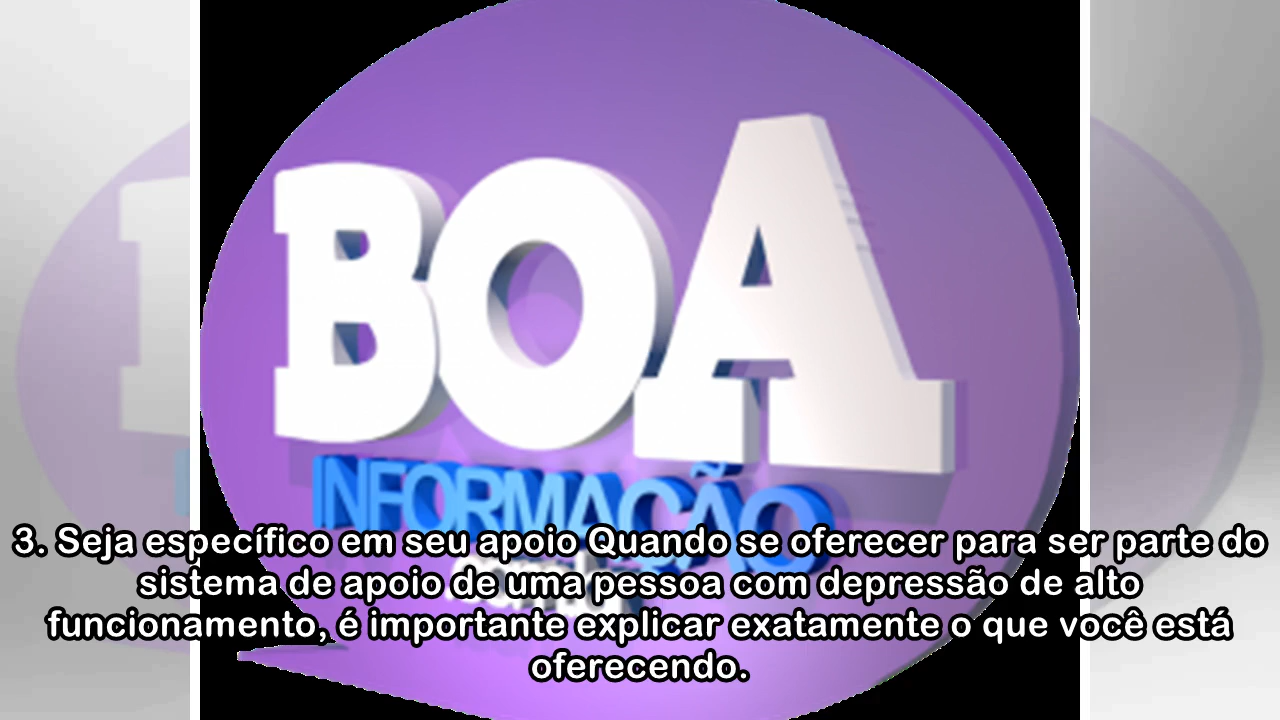 BOA
INFORMAÇÃO
3. Seja específico em seu apoio Quando se oferecer para ser parte do
sistema de apoio de uma pessoa com depressão de alto
funcionamento, é importante explicar exatamente o que você está
oferecendo.